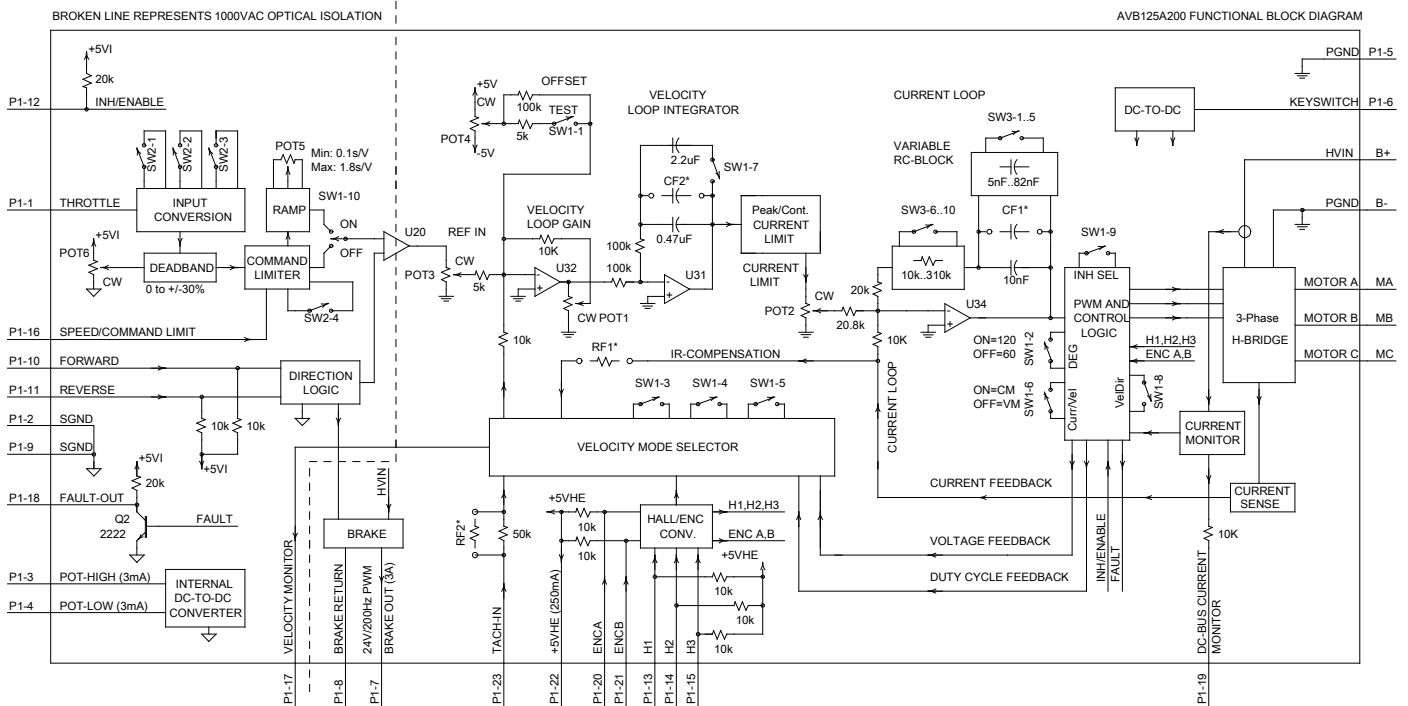 BROKEN LINE REPRESENTS 1000VAC OPTICAL ISOLATION
AVB125A200 FUNCTIONAL BLOCK DIAGRAM
+5VI
20k
P1-12
INH/ENABLE
SW2-1
SW2-2
SW2-3
POT5
Min: 0.1s/V
Max: 1.8s/V
P1-1
THROTTLE
INPUT
CONVERSION
RAMP
SW1-10
ON
OFF
+5VI
POT6
CW
DEADBAND
0 to +/-30%
COMMAND
LIMITER
SW2-4
P1-16
SPEED/COMMAND LIMIT
P1-10
FORWARD
P1-11
REVERSE
DIRECTION
LOGIC
P1-2
SGND
P1-9
SGND
10k
10k
+5VI
+5VI
20k
P1-18
FAULT-OUT
Q2
2222
FAULT
P1-3
POT-HIGH (3mA)
P1-4
POT-LOW (3mA)
INTERNAL
DC-TO-DC
CONVERTER
HVIN
BRAKE
VELOCITY MONITOR
P1-17
BRAKE RETURN
P1-8
24V/200Hz PWM
BRAKE OUT (3A)
P1-7
U20
REF IN
POT3
CW
5k
+5V
CW
POT4
-5V
OFFSET
100k
TEST
5k
SW1-1
VELOCITY
LOOP GAIN
10K
U32
CW POT1
VELOCITY
LOOP INTEGRATOR
2.2uF
SW1-7
CF2*
0.47uF
100k
100k
U31
Peak/Cont.
CURRENT
LIMIT
CURRENT
LIMIT
POT2
CW
20.8k
20k
10K
CURRENT LOOP
VARIABLE
RC-BLOCK
SW3-1..5
5nF..82nF
CF1*
10nF
SW3-6..10
10k..310k
U34
10k
RF1*
IR-COMPENSATION
SW1-3
SW1-4
SW1-5
VELOCITY MODE SELECTOR
CURRENT LOOP
RF2*
50k
TACH-IN
P1-23
+5VHE
+5VHE (250mA)
P1-22
10k
10k
ENCA
P1-20
ENCB
P1-21
HALL/ENC
CONV.
H1,H2,H3
ENC A,B
+5VHE
10k
10k
10k
H1
P1-13
H2
P1-14
H3
P1-15
CURRENT FEEDBACK
VOLTAGE FEEDBACK
DUTY CYCLE FEEDBACK
INH/ENABLE
FAULT
SW1-9
INH SEL
PWM AND
CONTROL
LOGIC
ON=120
OFF=60
SW1-2
DEG
ON=CM
OFF=VM
SW1-6
Curr/Vel
VelDir
SW1-8
H1,H2,H3
ENC A,B
DC-TO-DC
3-Phase
H-BRIDGE
CURRENT
MONITOR
CURRENT
SENSE
10K
DC-BUS CURRENT
MONITOR
P1-19
PGND
P1-5
KEYSWITCH
P1-6
HVIN
B+
PGND
B-
MOTOR A
MA
MOTOR B
MB
MOTOR C
MC